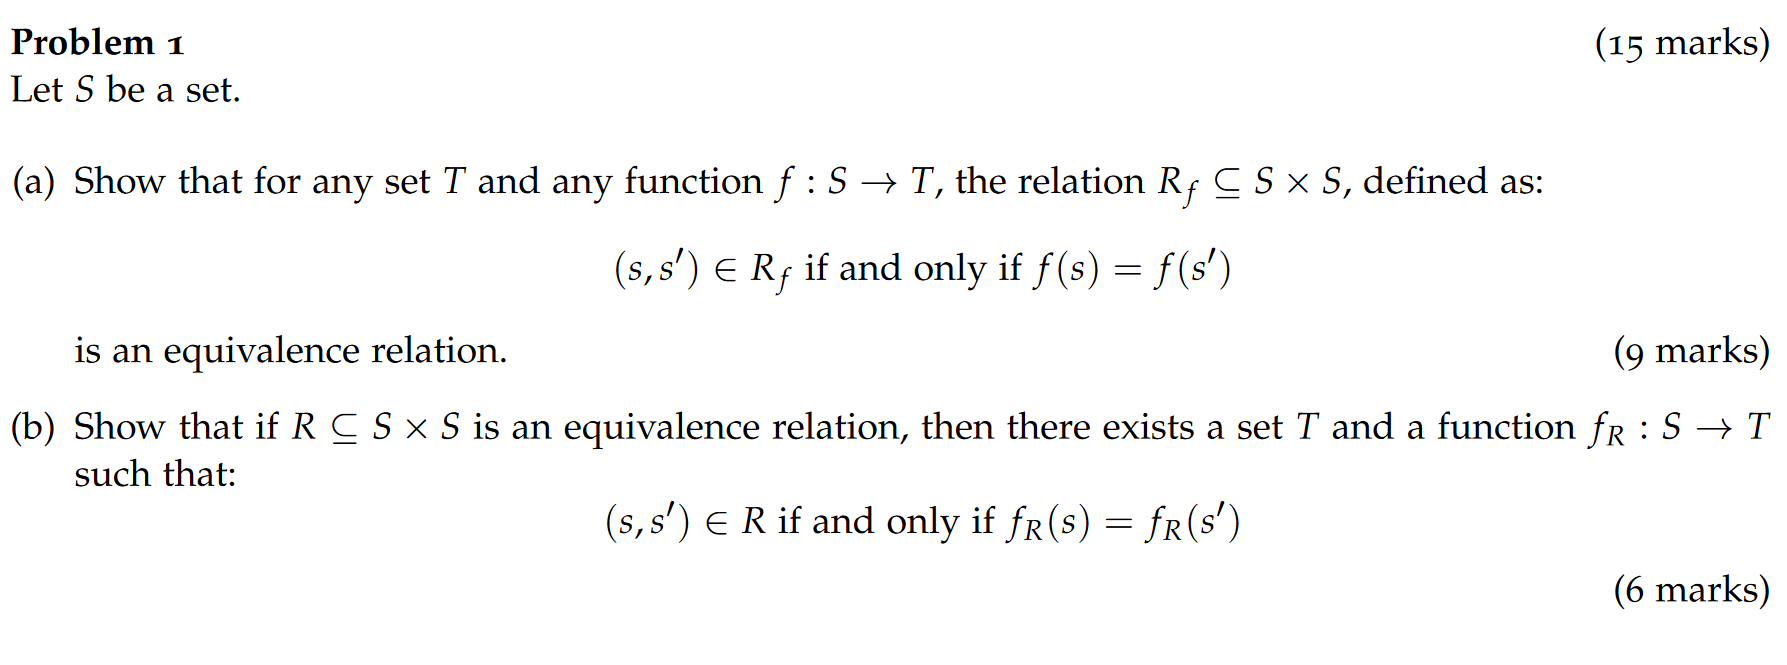 Problem 1 (15 marks)
Let S be a set.
(a) Show that for any set T and any function f : S → T, the relation R_f ⊆ S × S, defined as:
(s, s′) ∈ R_f if and only if f(s) = f(s′)
is an equivalence relation. (9 marks)
(b) Show that if R ⊆ S × S is an equivalence relation, then there exists a set T and a function f_R : S → T
such that:
(s, s′) ∈ R if and only if f_R(s) = f_R(s′)
(6 marks)